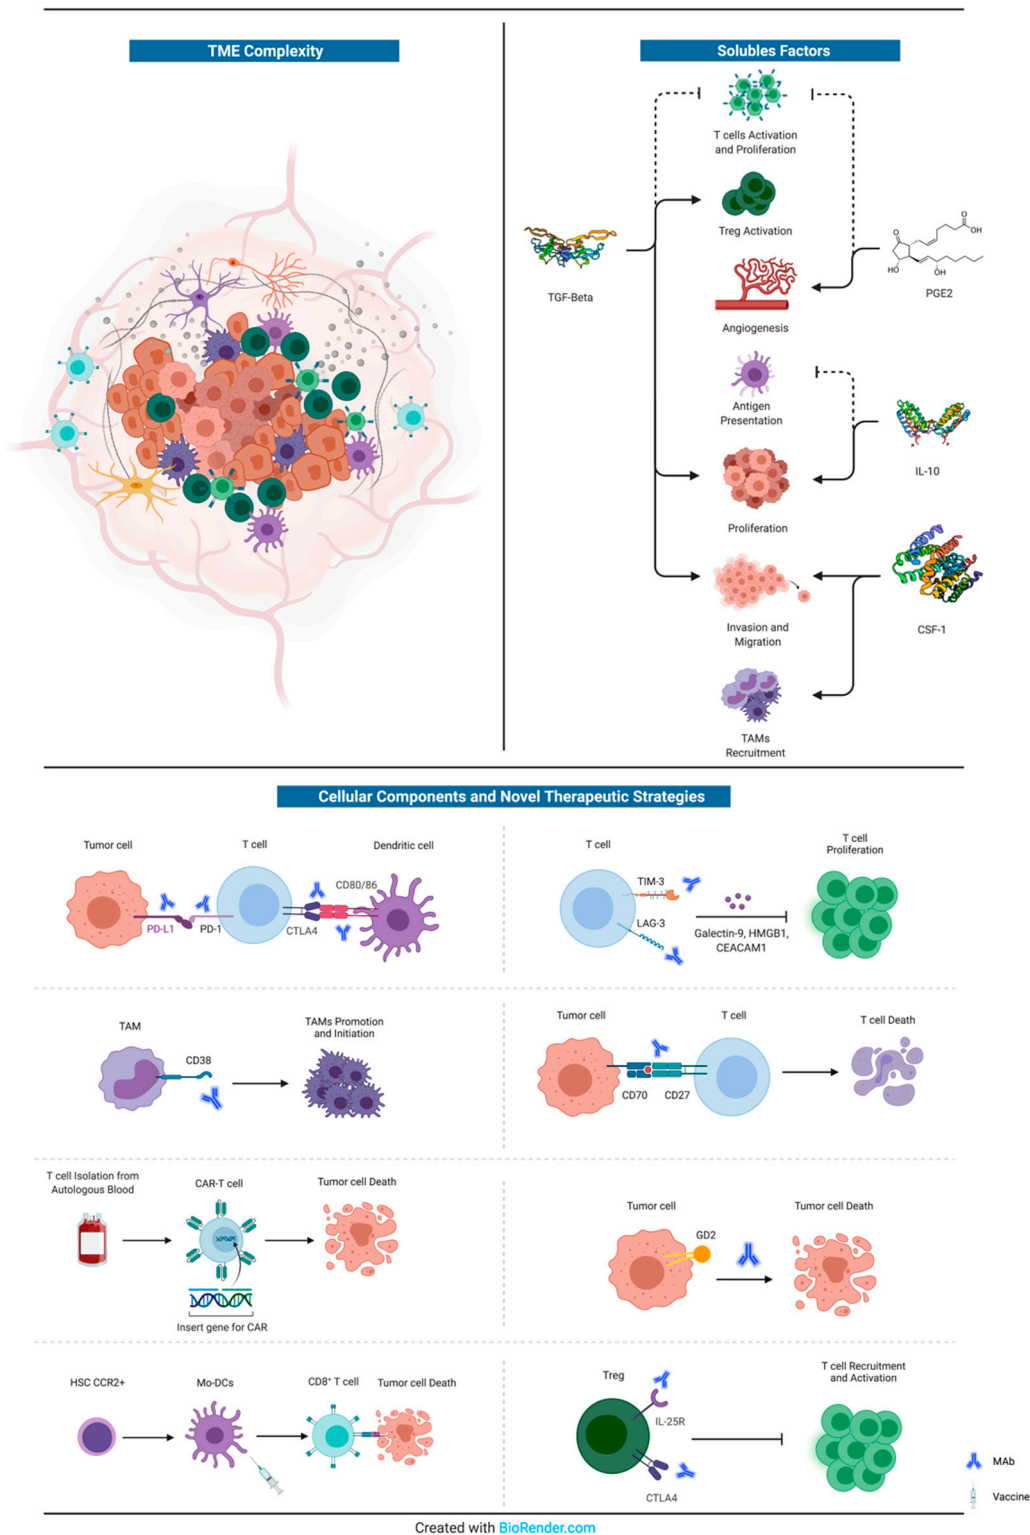 TME Complexity
Solubles Factors
T cells Activation
and Proliferation
Treg Activation
TGF-Beta
O
OH
O
HO
OH
PGE2
Angiogenesis
Antigen
Presentation
IL-10
Proliferation
Invasion and
Migration
CSF-1
TAMs
Recruitment
Cellular Components and Novel Therapeutic Strategies
Tumor cell
T cell
Dendritic cell
CD80/86
PD-L1
PD-1
CTLA4
T cell
TIM-3
LAG-3
Galectin-9, HMGB1,
CEACAM1
T cell
Proliferation
TAM
CD38
TAMs Promotion
and Initiation
Tumor cell
T cell
T cell Death
CD70
CD27
T cell Isolation from
Autologous Blood
CAR-T cell
Tumor cell Death
Insert gene for CAR
Tumor cell
GD2
Tumor cell Death
HSC CCR2+
Mo-DCs
CD8⁺ T cell
Tumor cell Death
Treg
IL-25R
CTLA4
T cell Recruitment
and Activation
MAb
Vaccine
Created with BioRender.com